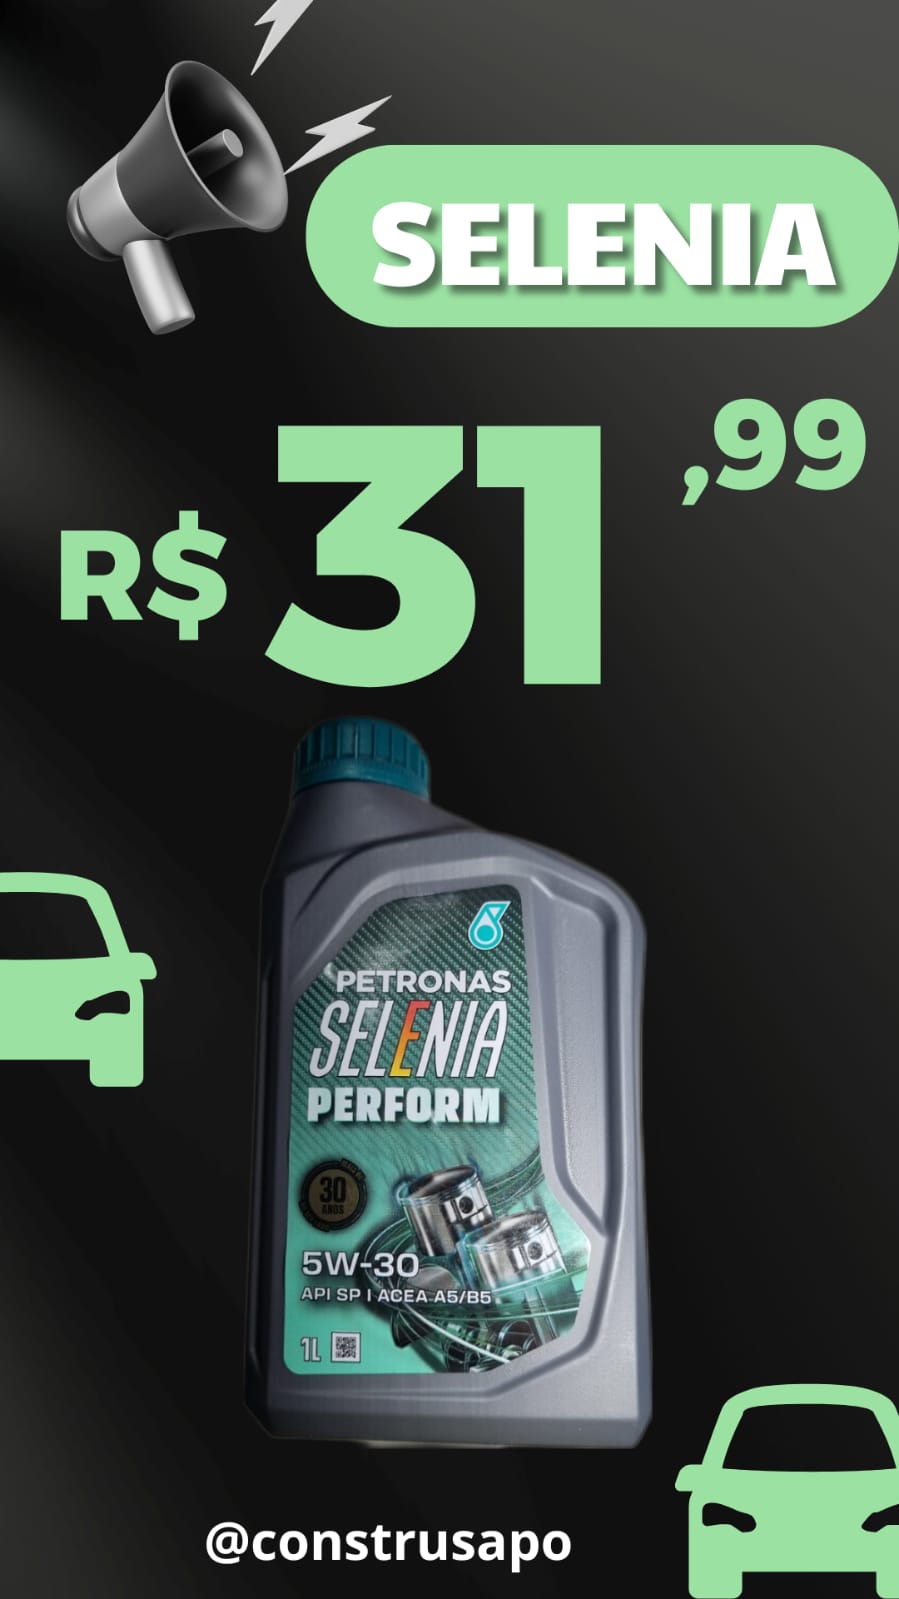 SELENIA
R$ 31,99
PETRONAS
SELENIA
PERFORM
30
ANOS
5W-30
API SP | ACEA A5/B5
1L
@construsapo